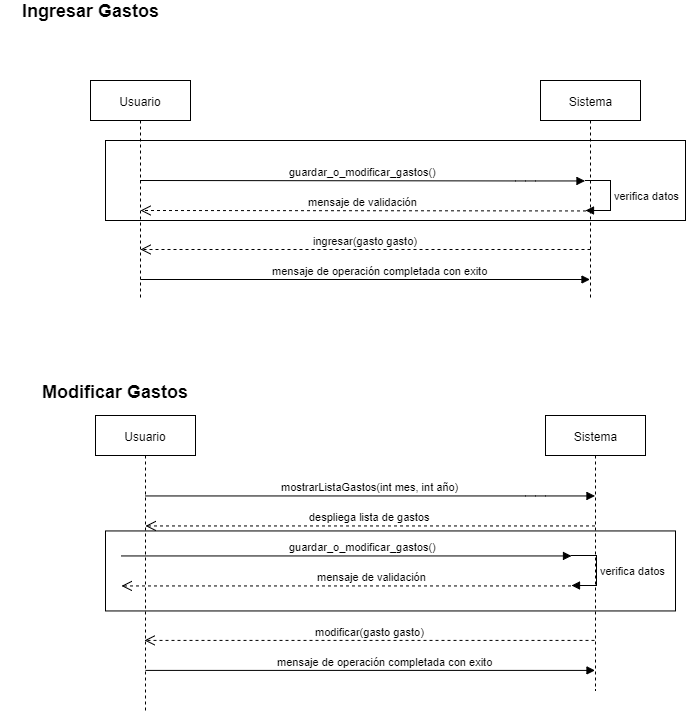 Ingresar Gastos
Usuario
Sistema
guardar_o_modificar_gastos()
verifica datos
mensaje de validación
ingresar(gasto gasto)
mensaje de operación completada con exito
Modificar Gastos
Usuario
Sistema
mostrarListaGastos(int mes, int año)
despliega lista de gastos
guardar_o_modificar_gastos()
verifica datos
mensaje de validación
modificar(gasto gasto)
mensaje de operación completada con exito